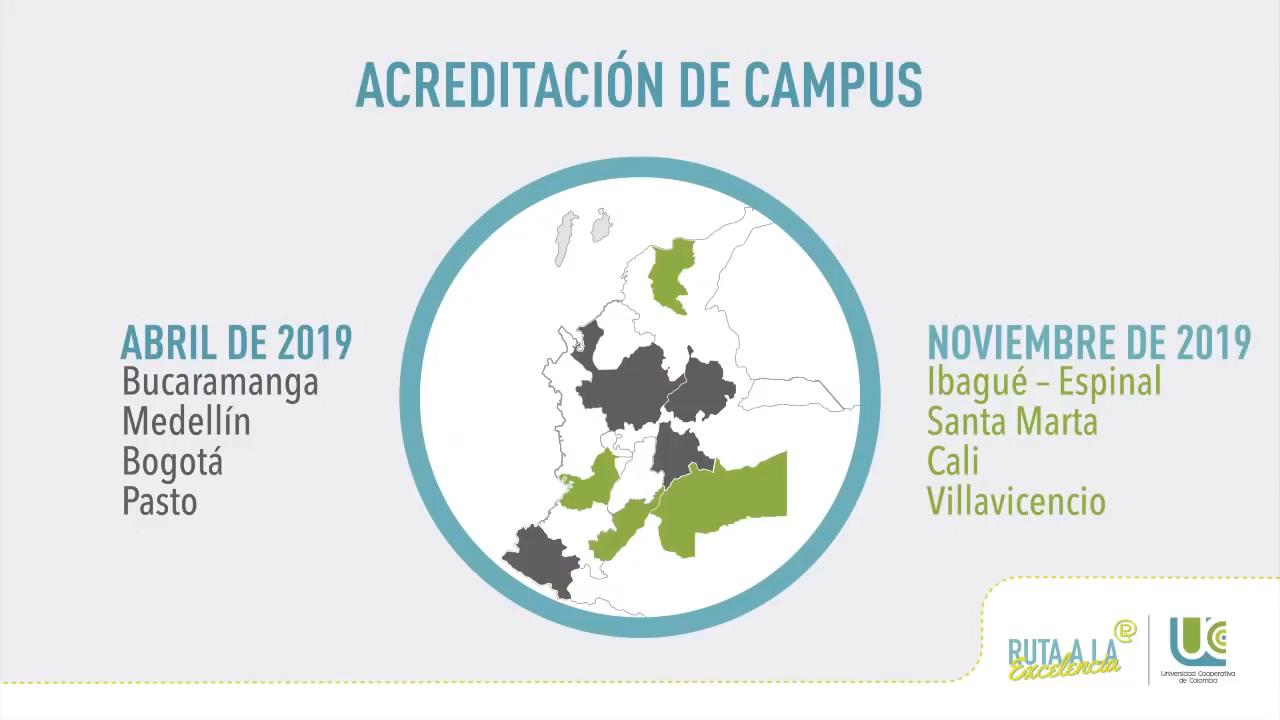 ACREDITACIÓN DE CAMPUS
ABRIL DE 2019
Bucaramanga
Medellín
Bogotá
Pasto
NOVIEMBRE DE 2019
Ibagué – Espinal
Santa Marta
Cali
Villavicencio
RUTA A LA
Excelencia
Universidad Cooperativa
de Colombia